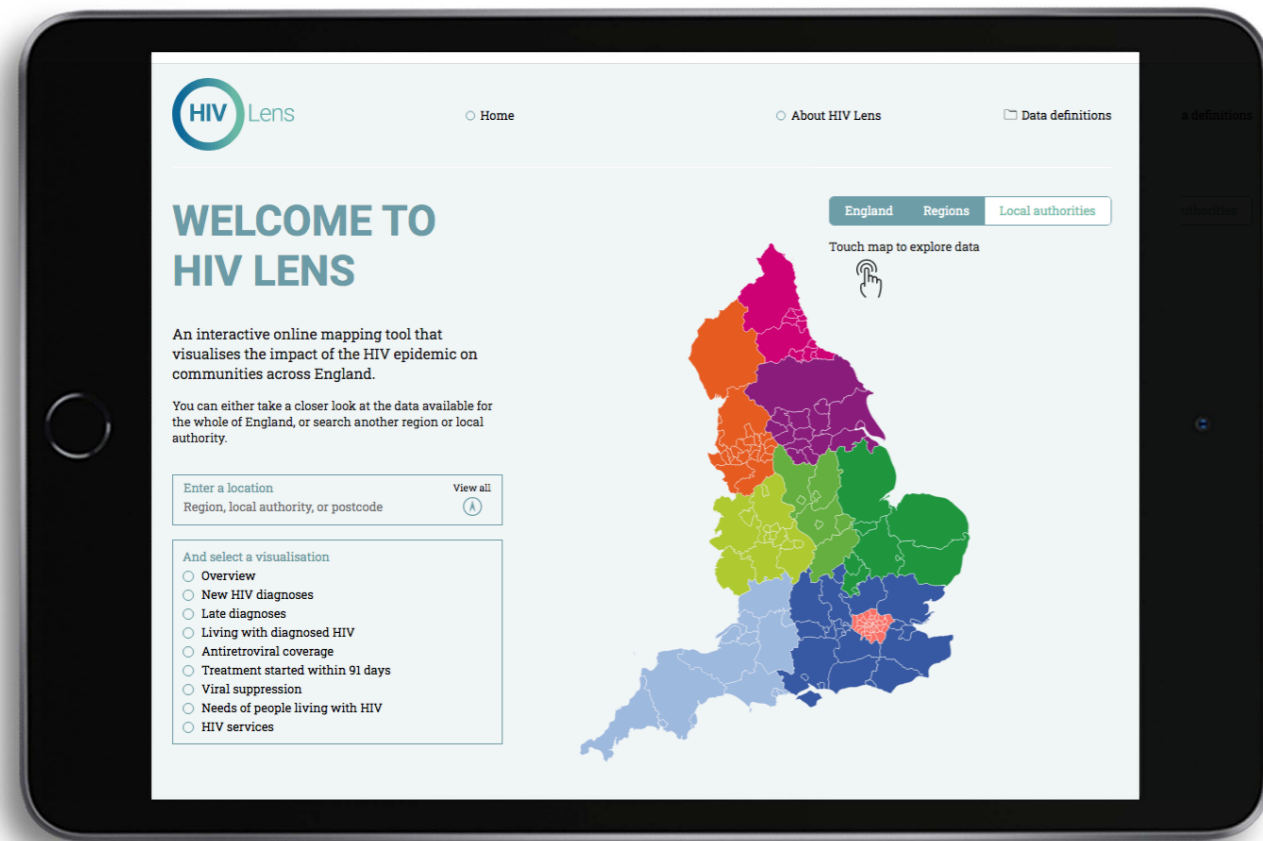 HIV Lens
Home
About HIV Lens
Data definitions
a definitions
WELCOME TO
HIV LENS
England Regions Local authorities
uthorities
Touch map to explore data
An interactive online mapping tool that
visualises the impact of the HIV epidemic on
communities across England.
You can either take a closer look at the data available for
the whole of England, or search another region or local
authority.
Enter a location
View all
Region, local authority, or postcode
And select a visualisation
Overview
New HIV diagnoses
Late diagnoses
Living with diagnosed HIV
Antiretroviral coverage
Treatment started within 91 days
Viral suppression
Needs of people living with HIV
HIV services